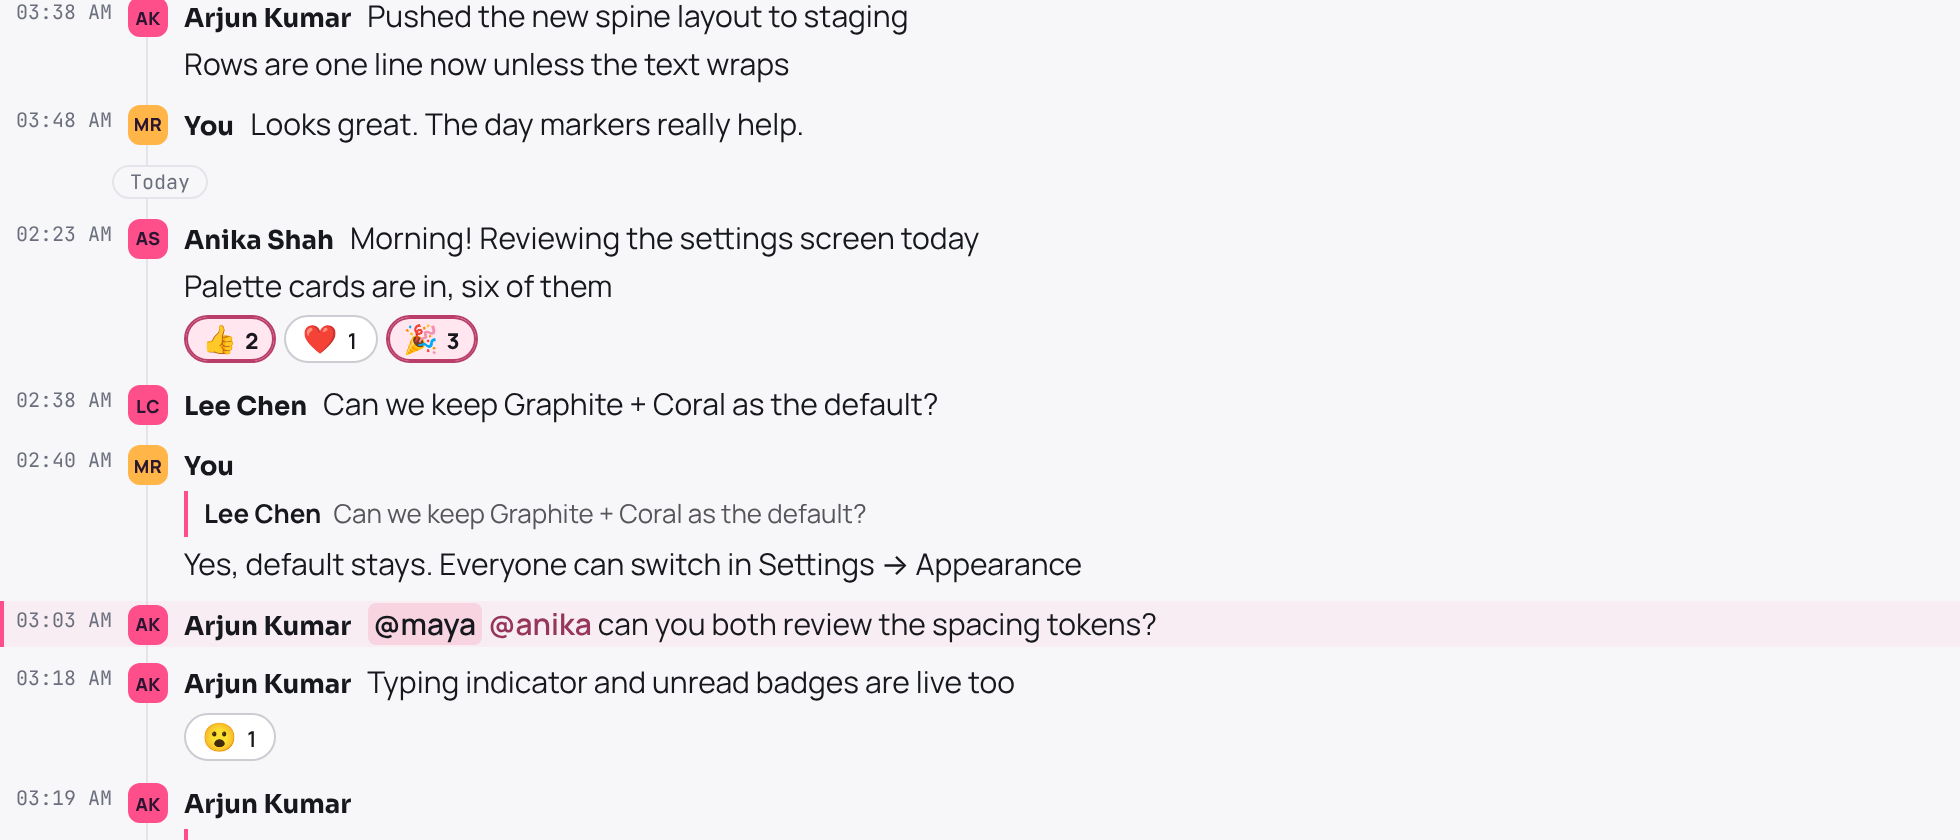 03:38 AM AK Arjun Kumar Pushed the new spine layout to staging
Rows are one line now unless the text wraps
03:48 AM MR You Looks great. The day markers really help.
Today
02:23 AM AS Anika Shah Morning! Reviewing the settings screen today
Palette cards are in, six of them
👍 2 ❤️ 1 🎉 3
02:38 AM LC Lee Chen Can we keep Graphite + Coral as the default?
02:40 AM MR You
Lee Chen Can we keep Graphite + Coral as the default?
Yes, default stays. Everyone can switch in Settings → Appearance
03:03 AM AK Arjun Kumar @maya @anika can you both review the spacing tokens?
03:18 AM AK Arjun Kumar Typing indicator and unread badges are live too
😮 1
03:19 AM AK Arjun Kumar